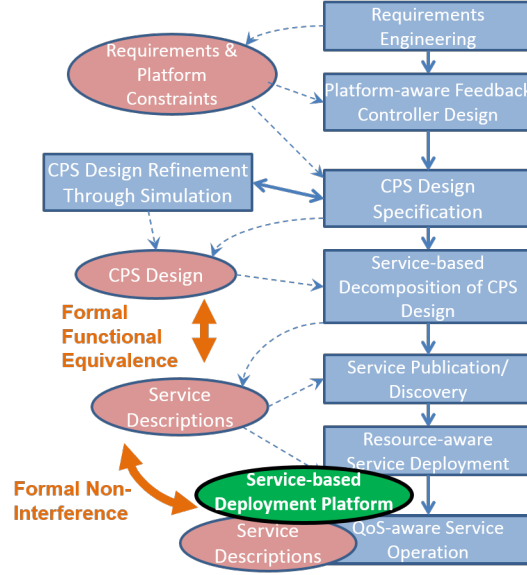 Requirements
Engineering
Requirements &
Platform
Constraints
Platform-aware Feedback
Controller Design
CPS Design Refinement
Through Simulation
CPS Design
Specification
CPS Design
Service-based
Decomposition of CPS
Design
Formal
Functional
Equivalence
Service Publication/
Discovery
Service
Descriptions
Resource-aware
Service Deployment
Formal Non-
Interference
Service-based
Deployment Platform
Service
Descriptions
QoS-aware Service
Operation